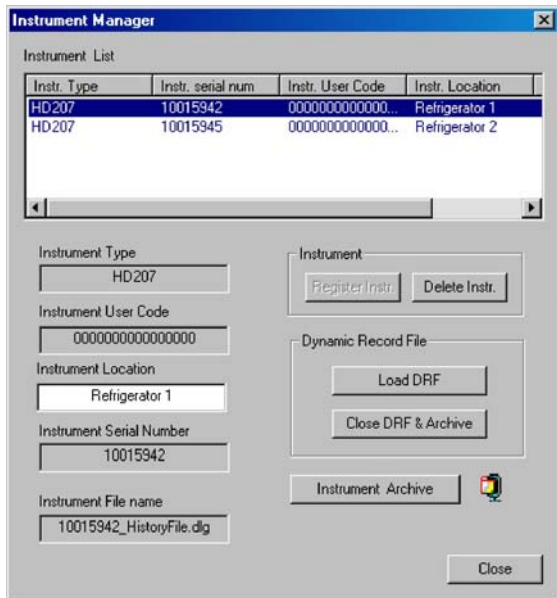 Instrument Manager
Instrument List
Instr. Type Instr. serial num Instr. User Code Instr. Location
HD207 10015942 0000000000000... Refrigerator 1
HD207 10015945 0000000000000... Refrigerator 2
Instrument Type
HD207
Instrument User Code
0000000000000000
Instrument Location
Refrigerator 1
Instrument Serial Number
10015942
Instrument File name
10015942_HistoryFile.dlg
Instrument
Register Instr.
Delete Instr.
Dynamic Record File
Load DRF
Close DRF & Archive
Instrument Archive
Close